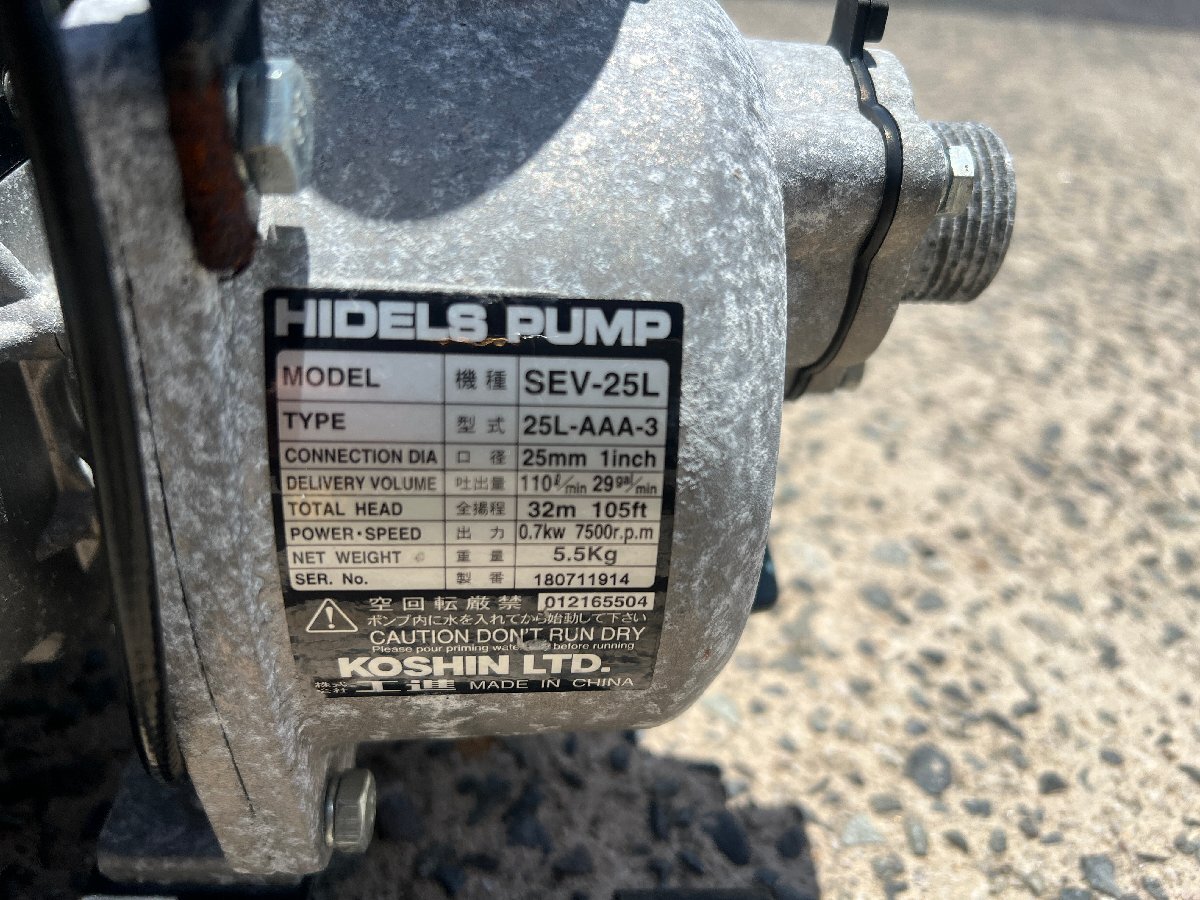 HIDELS PUMP
MODEL 機種 SEV-25L
TYPE 型式 25L-AAA-3
CONNECTION DIA 口径 25mm 1inch
DELIVERY VOLUME 吐出量 110ℓ/min 29gal/min
TOTAL HEAD 全揚程 32m 105ft
POWER・SPEED 出力 0.7kw 7500r.p.m
NET WEIGHT 重量 5.5Kg
SER. No. 製番 180711914
空回転厳禁 012165504
ポンプ内に水を入れてから始動して下さい
CAUTION DON'T RUN DRY
Please pour priming before running
KOSHIN LTD.
株式会社 工進 MADE IN CHINA